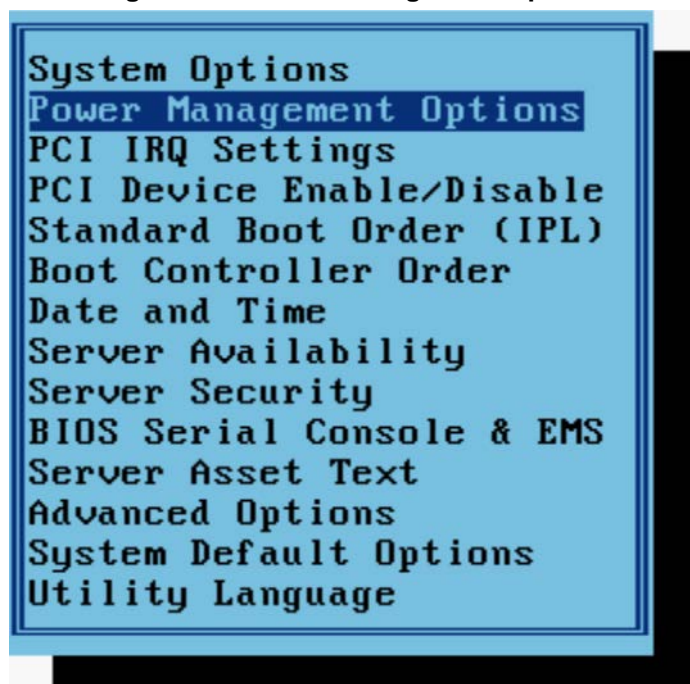 System Options
Power Management Options
PCI IRQ Settings
PCI Device Enable/Disable
Standard Boot Order (IPL)
Boot Controller Order
Date and Time
Server Availability
Server Security
BIOS Serial Console & EMS
Server Asset Text
Advanced Options
System Default Options
Utility Language